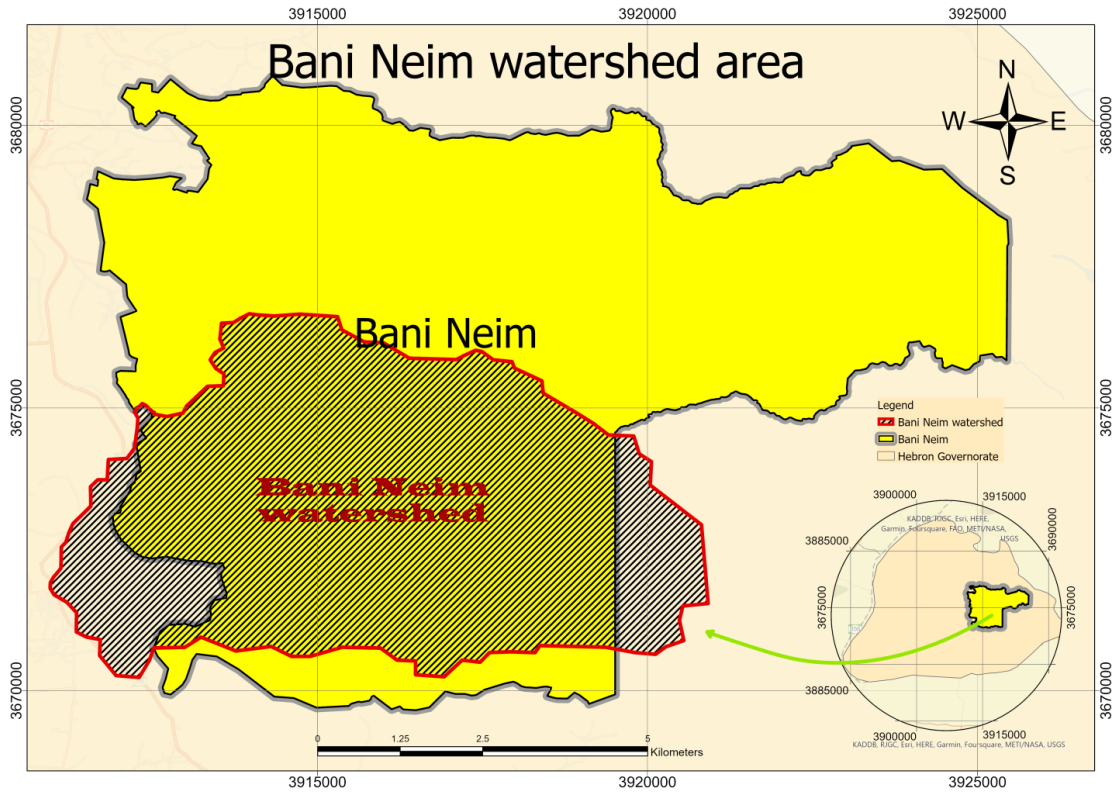 3915000
3920000
3925000
Bani Neim watershed area
N
W
E
S
3680000
3680000
Bani Neim
3675000
3675000
Legend
Bani Neim watershed
Bani Neim
Hebron Governorate
Bani Neim
watershed
3900000
3915000
KADDB, RJGC, Esri, HERE,
Garmin, Foursquare, FAO, METI/NASA,
USGS
3885000
3690000
3675000
3675000
3885000
3900000
3915000
KADDB, RJGC, Esri, HERE, Garmin, Foursquare, METI/NASA, USGS
3670000
3670000
0
1.25
2.5
5
Kilometers
3915000
3920000
3925000